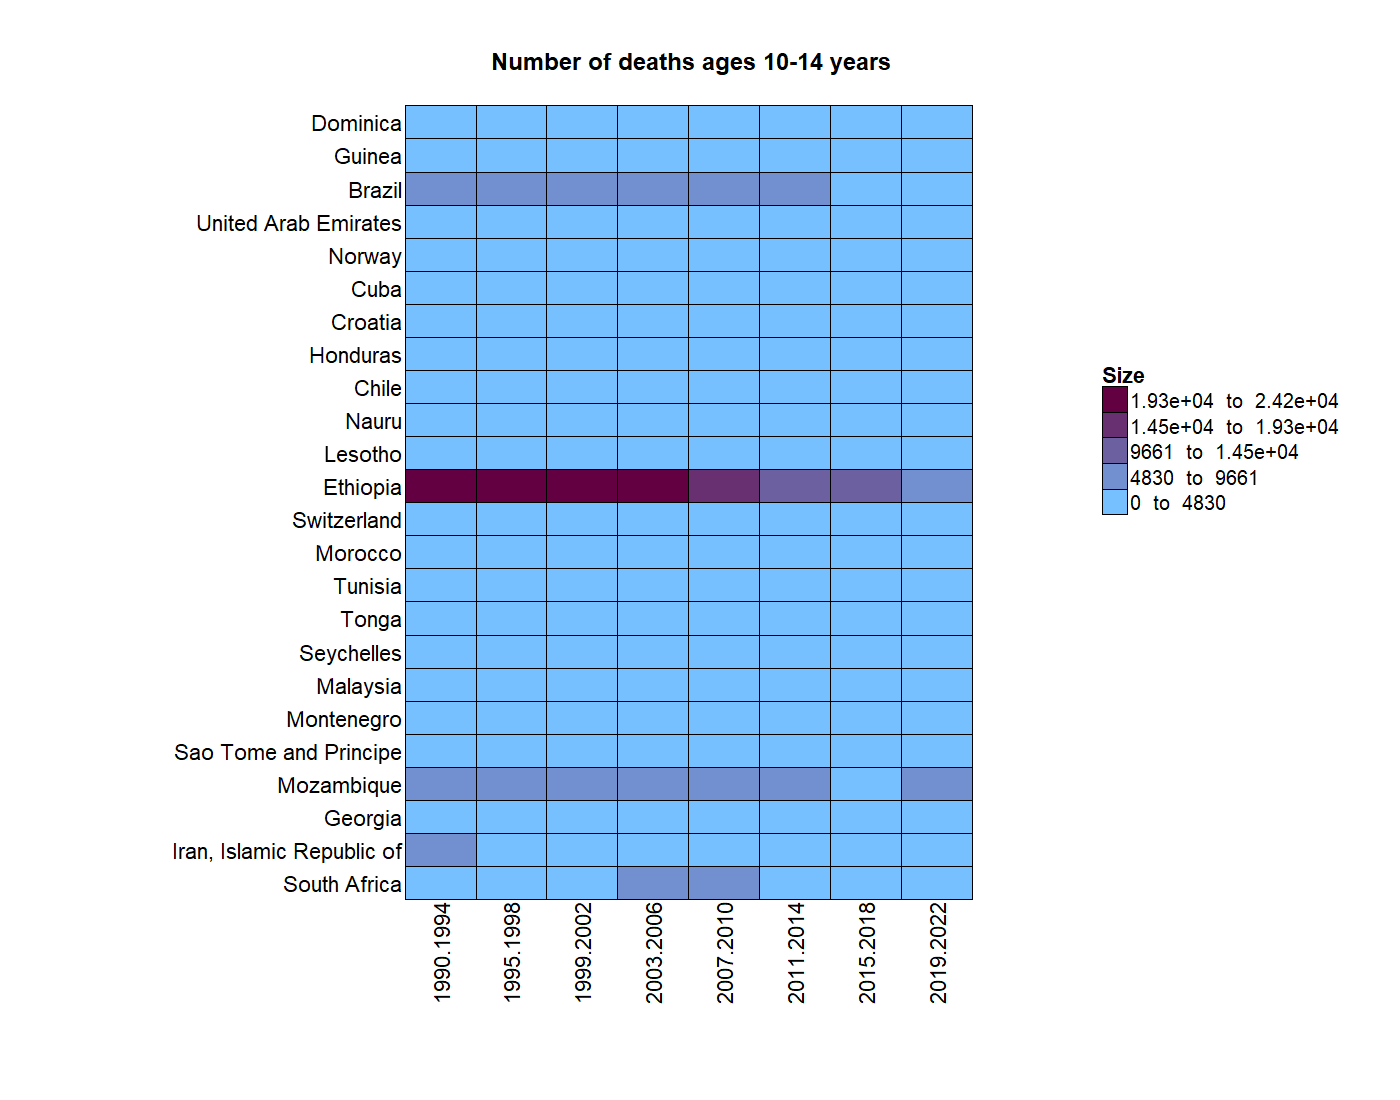 Number of deaths ages 10-14 years
Dominica
Guinea
Brazil
United Arab Emirates
Norway
Cuba
Croatia
Honduras
Chile
Nauru
Lesotho
Ethiopia
Switzerland
Morocco
Tunisia
Tonga
Seychelles
Malaysia
Montenegro
Sao Tome and Principe
Mozambique
Georgia
Iran, Islamic Republic of
South Africa
1990.1994
1995.1998
1999.2002
2003.2006
2007.2010
2011.2014
2015.2018
2019.2022
Size
1.93e+04 to 2.42e+04
1.45e+04 to 1.93e+04
9661 to 1.45e+04
4830 to 9661
0 to 4830